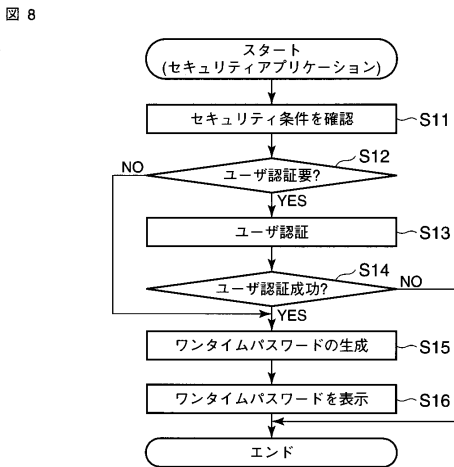 図 8
スタート
(セキュリティアプリケーション)
セキュリティ条件を確認
S11
ユーザ認証要?
S12
NO
YES
ユーザ認証
S13
ユーザ認証成功?
S14
NO
YES
ワンタイムパスワードの生成
S15
ワンタイムパスワードを表示
S16
エンド